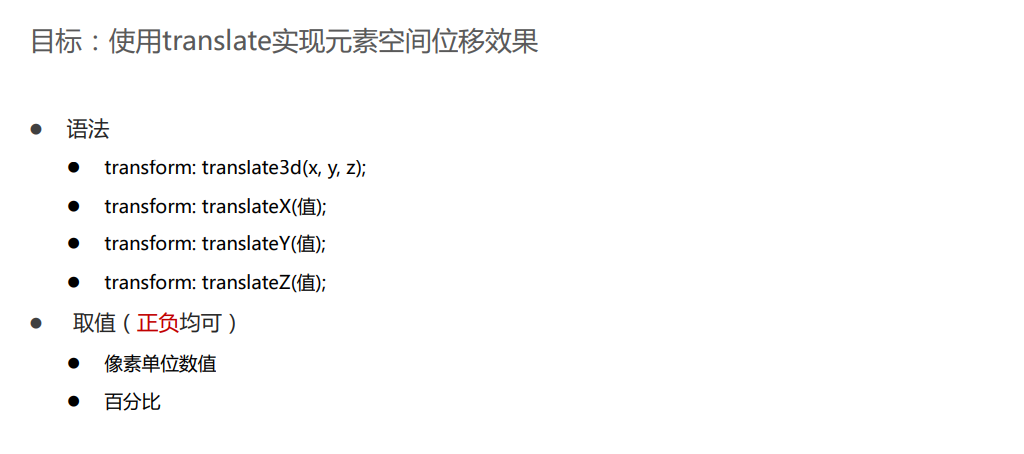 目标：使用translate实现元素空间位移效果
语法
transform: translate3d(x, y, z);
transform: translateX(值);
transform: translateY(值);
transform: translateZ(值);
取值（正负均可）
像素单位数值
百分比